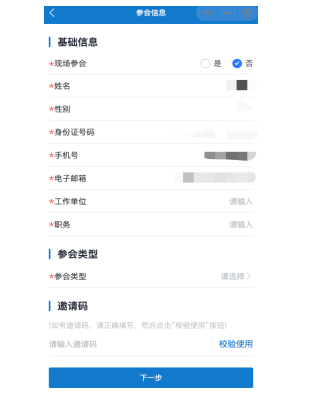 参会信息
基础信息
*现场参会 是 否
*姓名
*性别
*身份证号码
*手机号
*电子邮箱
*工作单位 请输入
*职务 请输入
参会类型
*参会类型 请选择
邀请码
(如有邀请码，请正确填写，然后点击"校验使用"按钮)
请输入邀请码 校验使用
下一步